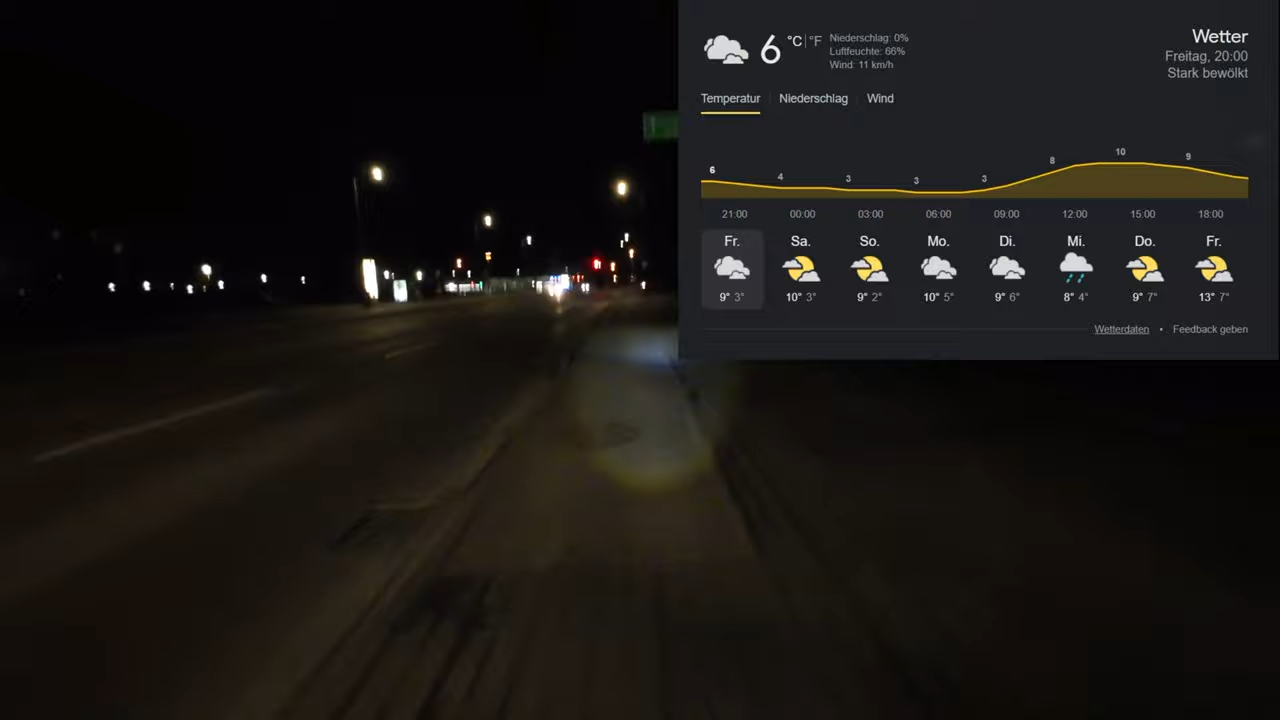 6 °C | °F
Niederschlag: 0%
Luftfeuchte: 66%
Wind: 11 km/h
Wetter
Freitag, 20:00
Stark bewölkt
Temperatur | Niederschlag | Wind
6 4 3 3 3 8 10 9
21:00 00:00 03:00 06:00 09:00 12:00 15:00 18:00
Fr. Sa. So. Mo. Di. Mi. Do. Fr.
9° 3° 10° 3° 9° 2° 10° 5° 9° 6° 8° 4° 9° 7° 13° 7°
Wetterdaten • Feedback geben